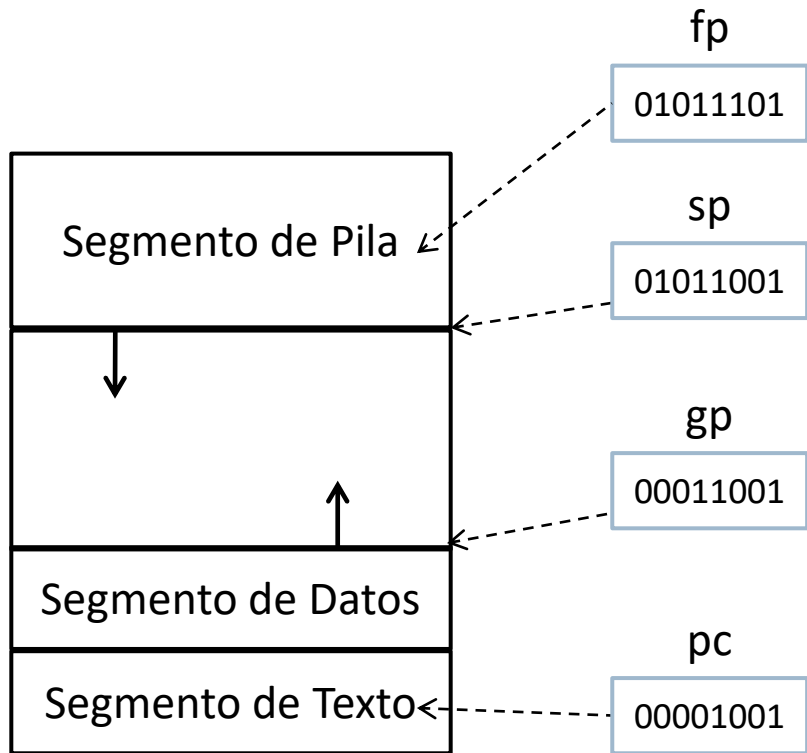 fp
01011101
Segmento de Pila
sp
01011001
gp
00011001
Segmento de Datos
pc
Segmento de Texto
00001001